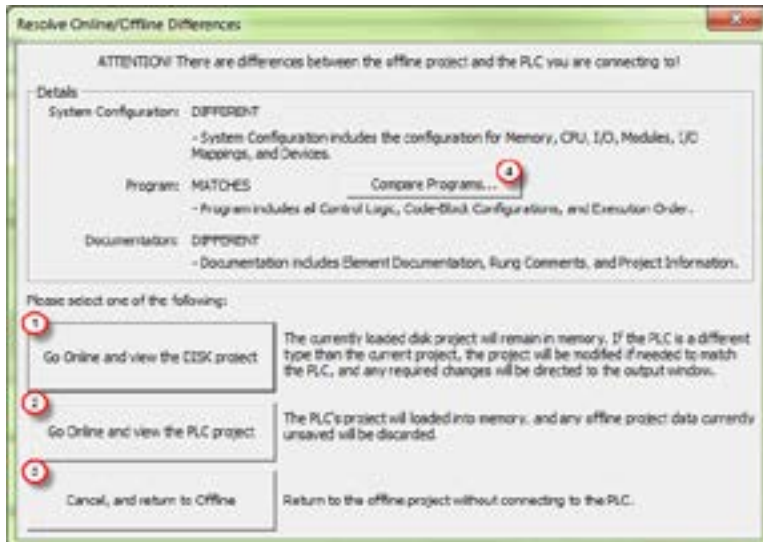 Resolve Online/Offline Differences
ATTENTION! There are differences between the offline project and the PLC you are connecting to!
Details
System Configuration: DIFFERENT
- System Configuration includes the configuration for Memory, CPU, I/O, Modules, I/O
Mappings, and Devices.
4
Program: MATCHES
Compare Programs...
- Program includes all Control Logic, Code-Block Configurations, and Execution Order.
Documentation: DIFFERENT
- Documentation includes Element Documentation, Rung Comments, and Project Information.
Please select one of the following:
1
Go Online and view the DISK project
The currently loaded disk project will remain in memory. If the PLC is a different
type than the current project, the project will be modified if needed to match
the PLC, and any required changes will be directed to the output window.
2
Go Online and view the PLC project
The PLC's project will loaded into memory, and any offline project data currently
unsaved will be discarded.
3
Cancel, and return to Offline
Return to the offline project without connecting to the PLC.